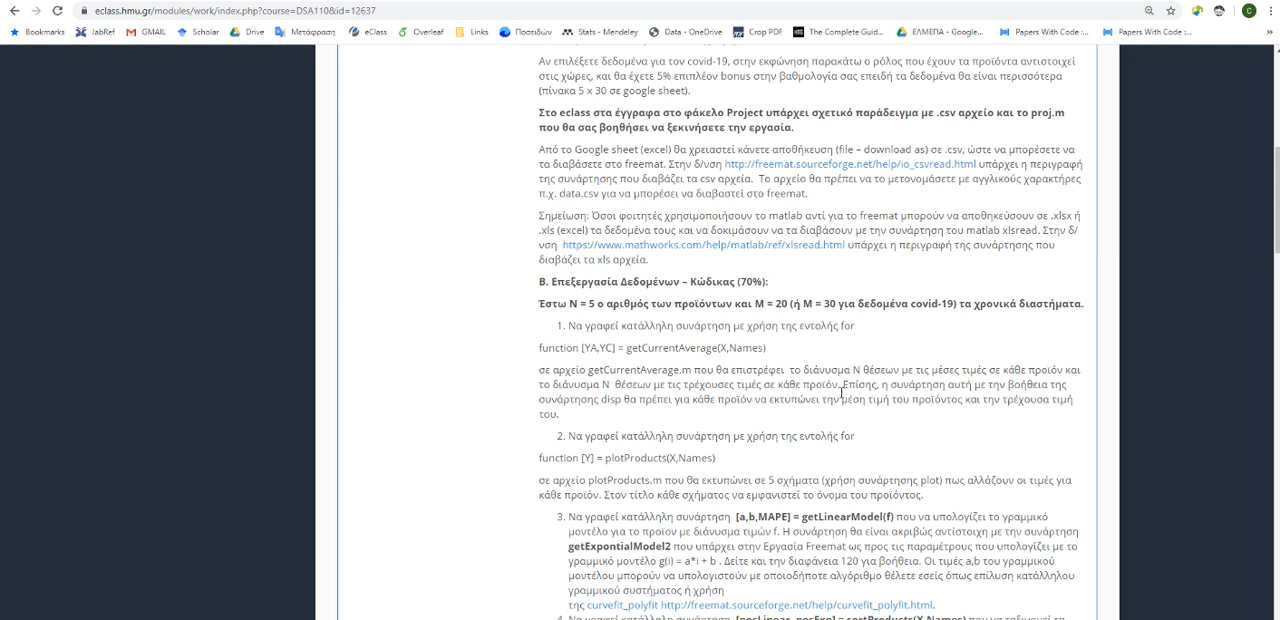 eclass.hmu.gr/modules/work/index.php?course=DSA110&id=12637
C
Bookmarks JabRef GMAIL Scholar Drive Μετάφραση eClass Overleaf Links Ποσειδών Stats - Mendeley Data - OneDrive Crop PDF The Complete Guid... ΕΛΜΕΠΑ - Google... Papers With Code :... Papers With Code :... »
Αν επιλέξετε δεδομένα για τον covid-19, στην εκφώνηση παρακάτω ο ρόλος που έχουν τα προϊόντα αντιστοιχεί
στις χώρες, και θα έχετε 5% επιπλέον bonus στην βαθμολογία σας επειδή τα δεδομένα θα είναι περισσότερα
(πίνακα 5 x 30 σε google sheet).
Στο eclass στα έγγραφα στο φάκελο Project υπάρχει σχετικό παράδειγμα με .csv αρχείο και το proj.m
που θα σας βοηθήσει να ξεκινήσετε την εργασία.
Από το Google sheet (excel) θα χρειαστεί κάνετε αποθήκευση (file – download as) σε .csv, ώστε να μπορέσετε να
τα διαβάσετε στο freemat. Στην δ/νση http://freemat.sourceforge.net/help/io_csvread.html υπάρχει η περιγραφή
της συνάρτησης που διαβάζει τα csv αρχεία. Το αρχείο θα πρέπει να το μετονομάσετε με αγγλικούς χαρακτήρες
π.χ. data.csv για να μπορέσει να διαβαστεί στο freemat.
Σημείωση: Όσοι φοιτητές χρησιμοποιήσουν το matlab αντί για το freemat μπορούν να αποθηκεύσουν σε .xlsx ή
.xls (excel) τα δεδομένα τους και να δοκιμάσουν να τα διαβάσουν με την συνάρτηση του matlab xlsread. Στην δ/
νση https://www.mathworks.com/help/matlab/ref/xlsread.html υπάρχει η περιγραφή της συνάρτησης που
διαβάζει τα xls αρχεία.
Β. Επεξεργασία Δεδομένων – Κώδικας (70%):
Έστω Ν = 5 ο αριθμός των προϊόντων και Μ = 20 (ή Μ = 30 για δεδομένα covid-19) τα χρονικά διαστήματα.
1. Να γραφεί κατάλληλη συνάρτηση με χρήση της εντολής for
function [YA,YC] = getCurrentAverage(X,Names)
σε αρχείο getCurrentAverage.m που θα επιστρέφει το διάνυσμα Ν θέσεων με τις μέσες τιμές σε κάθε προϊόν και
το διάνυσμα Ν θέσεων με τις τρέχουσες τιμές σε κάθε προϊόν. Επίσης, η συνάρτηση αυτή με την βοήθεια της
συνάρτησης disp θα πρέπει για κάθε προϊόν να εκτυπώνει την μέση τιμή του προϊόντος και την τρέχουσα τιμή
του.
2. Να γραφεί κατάλληλη συνάρτηση με χρήση της εντολής for
function [Y] = plotProducts(X,Names)
σε αρχείο plotProducts.m που θα εκτυπώνει σε 5 σχήματα (χρήση συνάρτησης plot) πως αλλάζουν οι τιμές για
κάθε προϊόν. Στον τίτλο κάθε σχήματος να εμφανιστεί το όνομα του προϊόντος.
3. Να γραφεί κατάλληλη συνάρτηση [a,b,MAPE] = getLinearModel(f) που να υπολογίζει το γραμμικό
μοντέλο για το προϊον με διάνυσμα τιμών f. Η συνάρτηση θα είναι ακριβώς αντίστοιχη με την συνάρτηση
getExpontialModel2 που υπάρχει στην Εργασία Freemat ως προς τις παραμέτρους που υπολογίζει με το
γραμμικό μοντέλο g(i) = a*i + b . Δείτε και την διαφάνεια 120 για βοήθεια. Οι τιμές a,b του γραμμικού
μοντέλου μπορούν να υπολογιστούν με οποιοδήποτε αλγόριθμο θέλετε εσείς όπως επίλυση κατάλληλου
γραμμικού συστήματος ή χρήση
της curvefit_polyfit http://freemat.sourceforge.net/help/curvefit_polyfit.html.